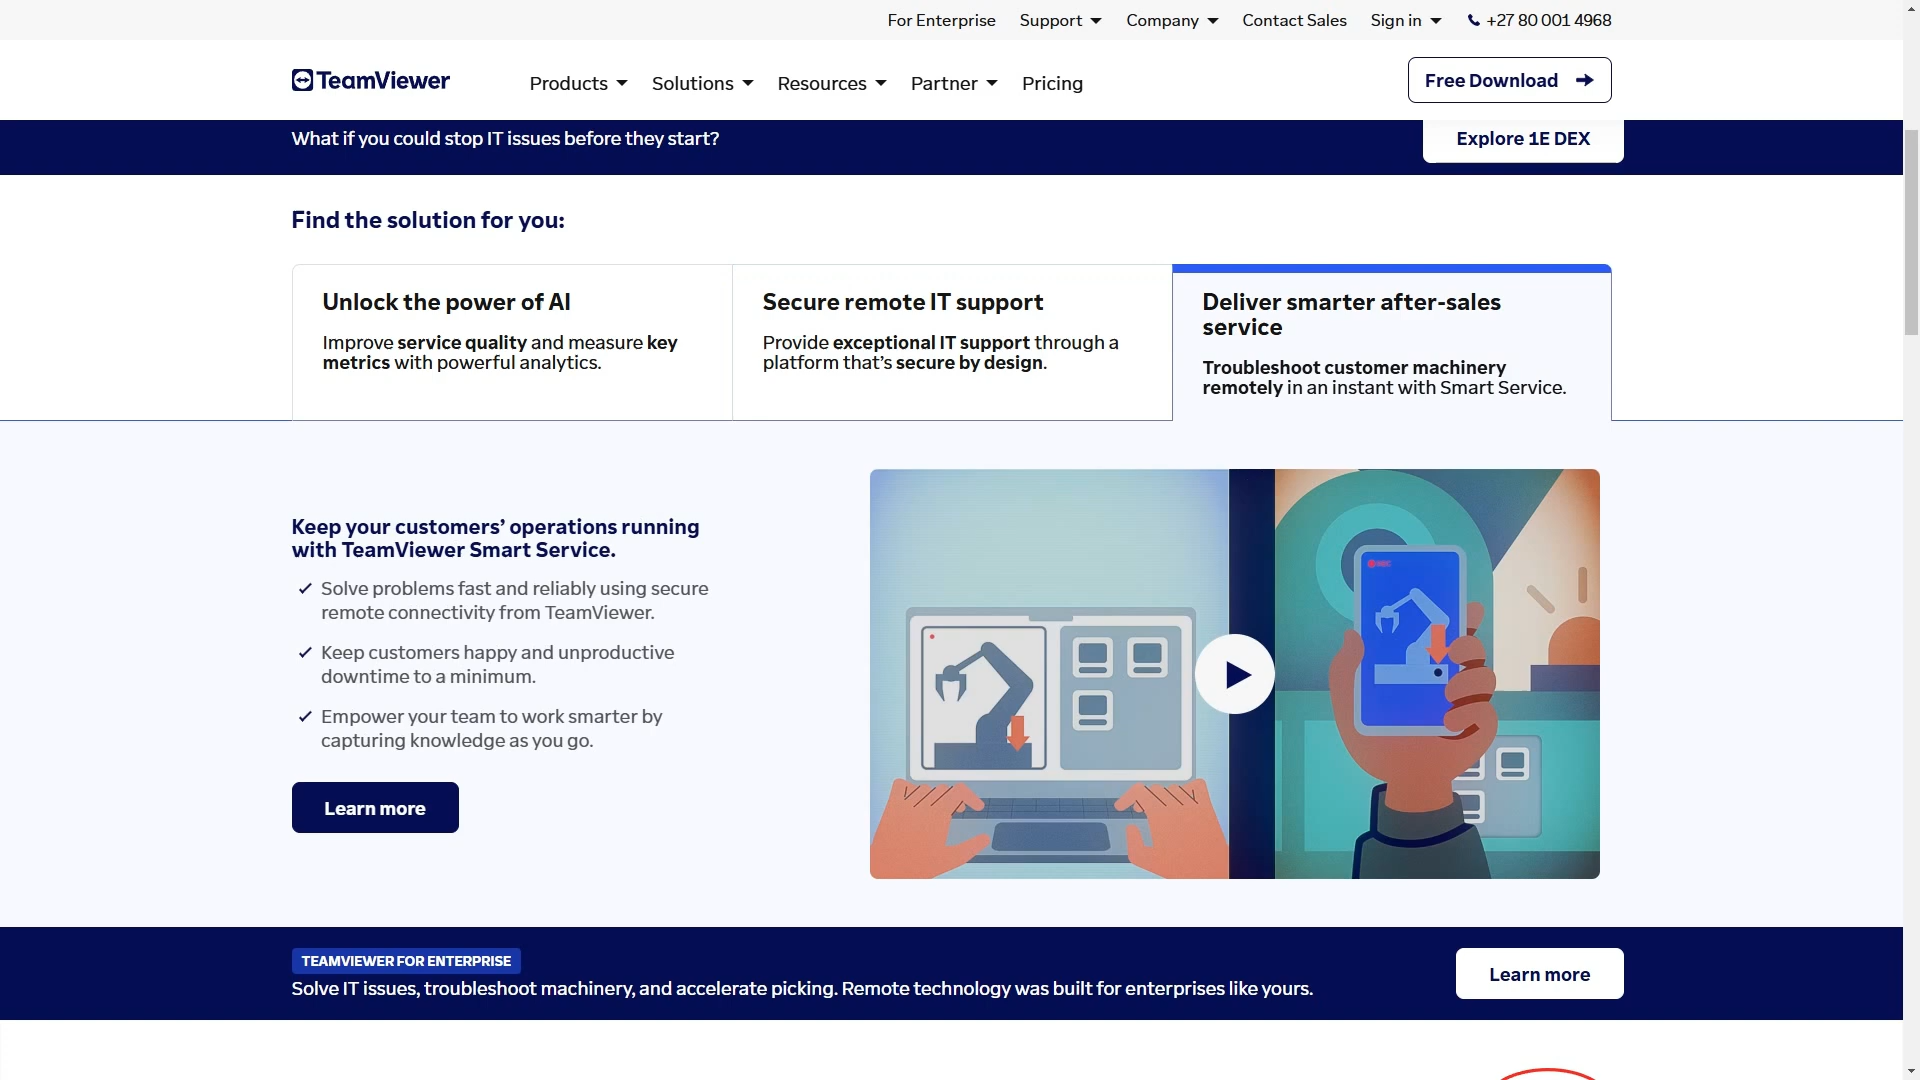 For Enterprise Support Company Contact Sales Sign in +27 80 001 4968
TeamViewer Products Solutions Resources Partner Pricing Free Download
What if you could stop IT issues before they start? Explore 1E DEX
Find the solution for you:
Unlock the power of AI
Improve service quality and measure key
metrics with powerful analytics.
Secure remote IT support
Provide exceptional IT support through a
platform that's secure by design.
Deliver smarter after-sales
service
Troubleshoot customer machinery
remotely in an instant with Smart Service.
Keep your customers' operations running
with TeamViewer Smart Service.
Solve problems fast and reliably using secure
remote connectivity from TeamViewer.
Keep customers happy and unproductive
downtime to a minimum.
Empower your team to work smarter by
capturing knowledge as you go.
Learn more
REC
TEAMVIEWER FOR ENTERPRISE
Solve IT issues, troubleshoot machinery, and accelerate picking. Remote technology was built for enterprises like yours.
Learn more